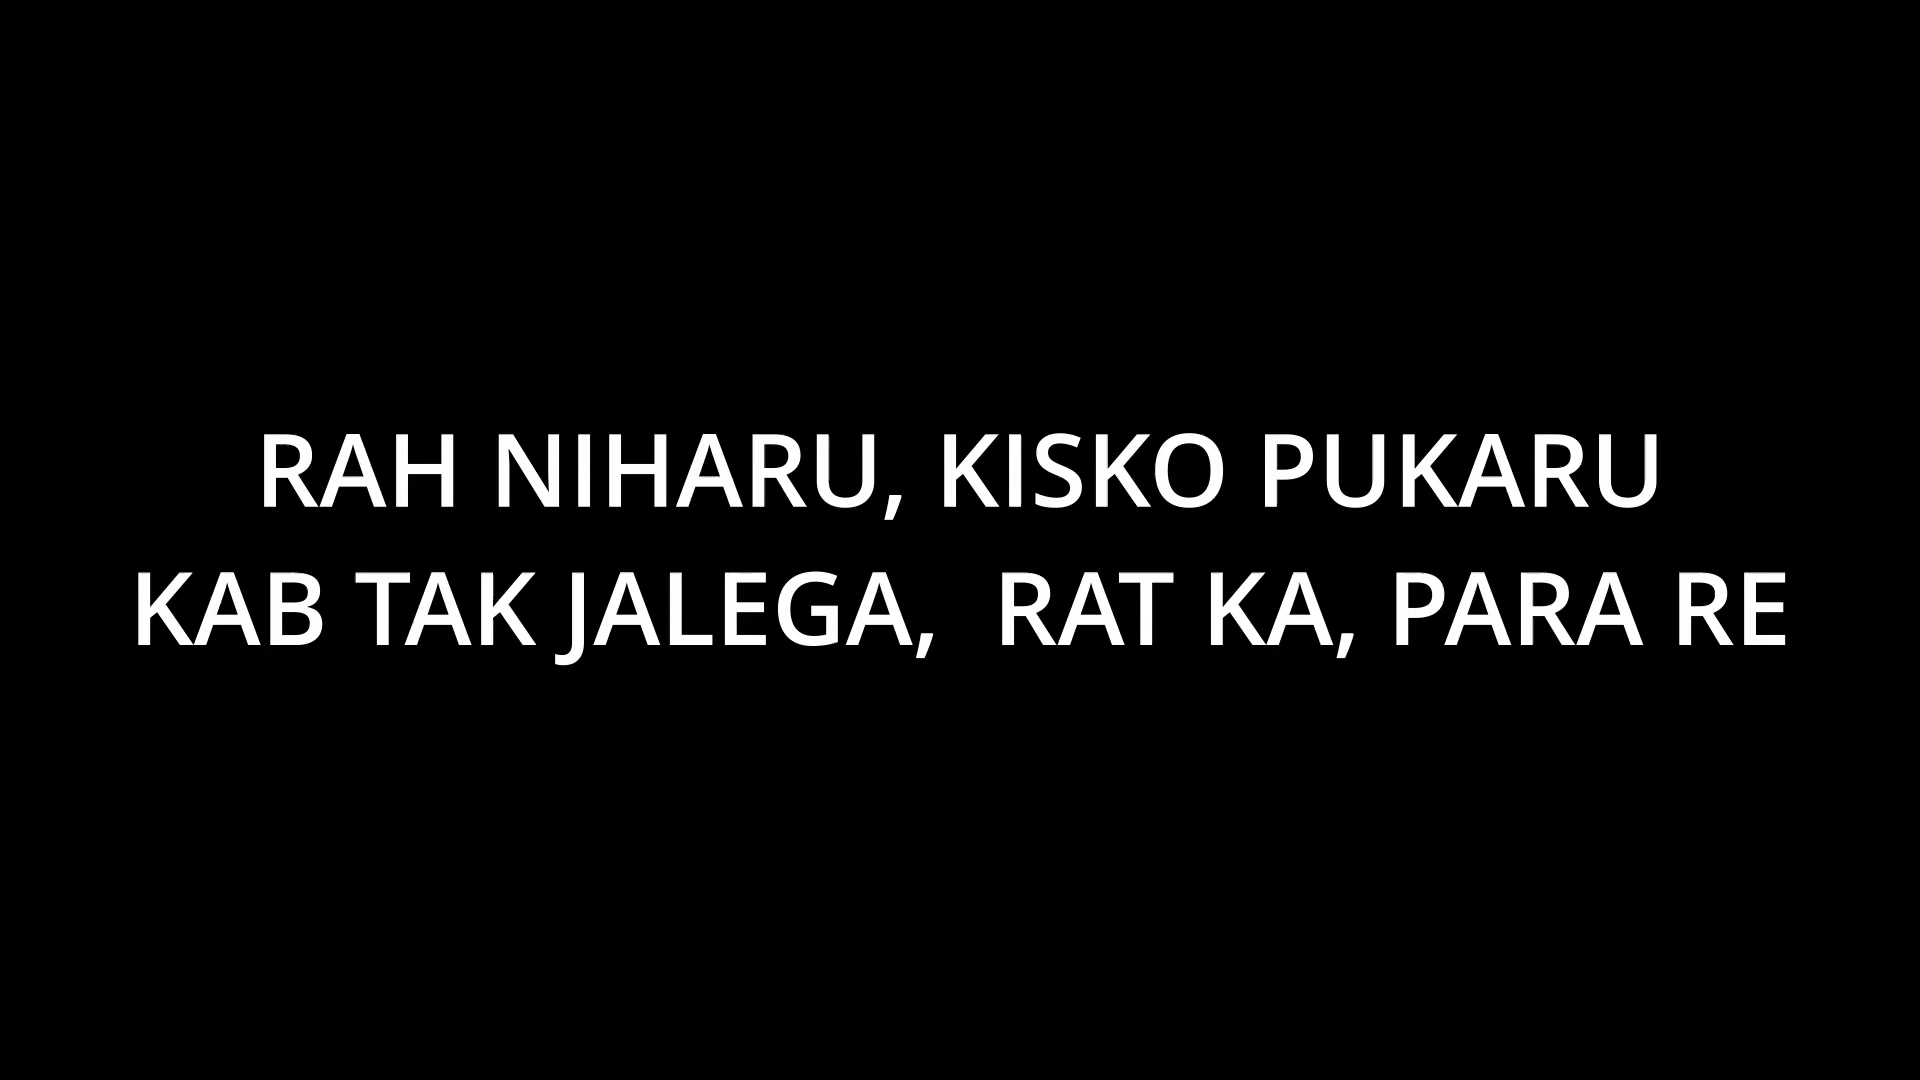 RAH NIHARU, KISKO PUKARU
KAB TAK JALEGA,  RAT KA, PARA RE